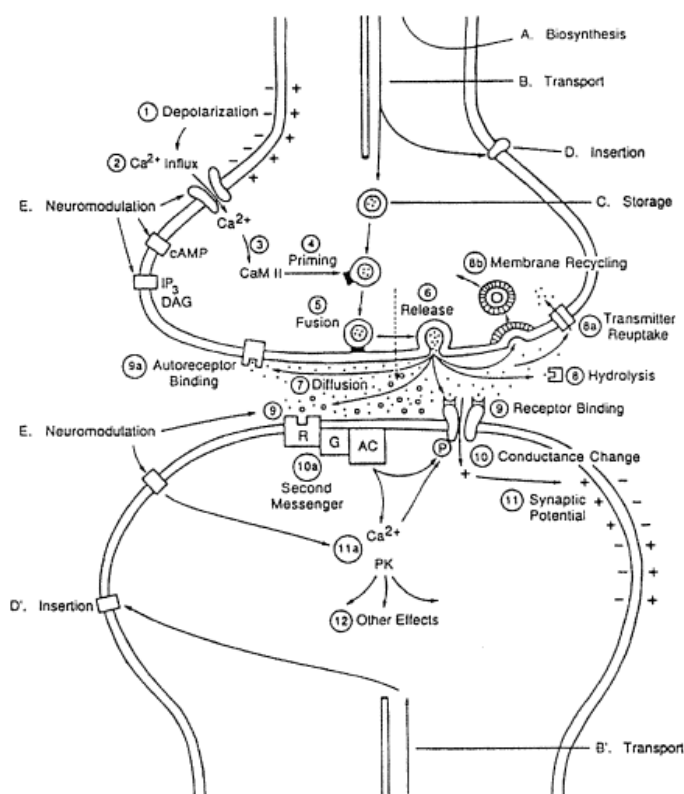 A. Biosynthesis
B. Transport
① Depolarization
② Ca²⁺ Influx
D. Insertion
E. Neuromodulation
Ca²⁺
C. Storage
③
④ Priming
cAMP
CaM II
8b Membrane Recycling
IP₃
DAG
⑤ Fusion
⑥ Release
8a Transmitter
Reuptake
9a Autoreceptor
Binding
⑦ Diffusion
⑧ Hydrolysis
⑨
⑨ Receptor Binding
E. Neuromodulation
R
G
AC
P
⑩ Conductance Change
10a
Second
Messenger
+
⑪ Synaptic
Potential
11a
Ca²⁺
PK
D'. Insertion
⑫ Other Effects
B'. Transport